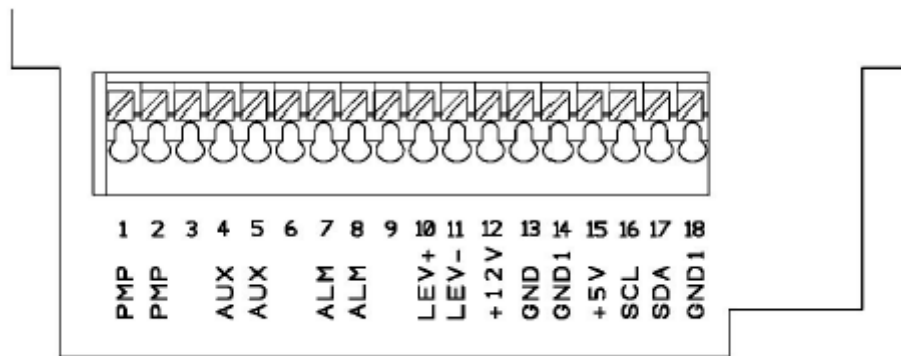 1 2 3 4 5 6 7 8 9 10 11 12 13 14 15 16 17 18
PMP PMP AUX AUX ALM ALM LEV+ LEV- +12V GND GND1 +5V SCL SDA GND1